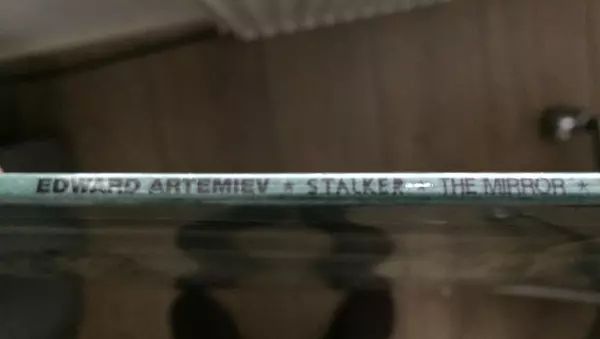 EDWARD ARTEMIEV * STALKER - THE MIRROR *